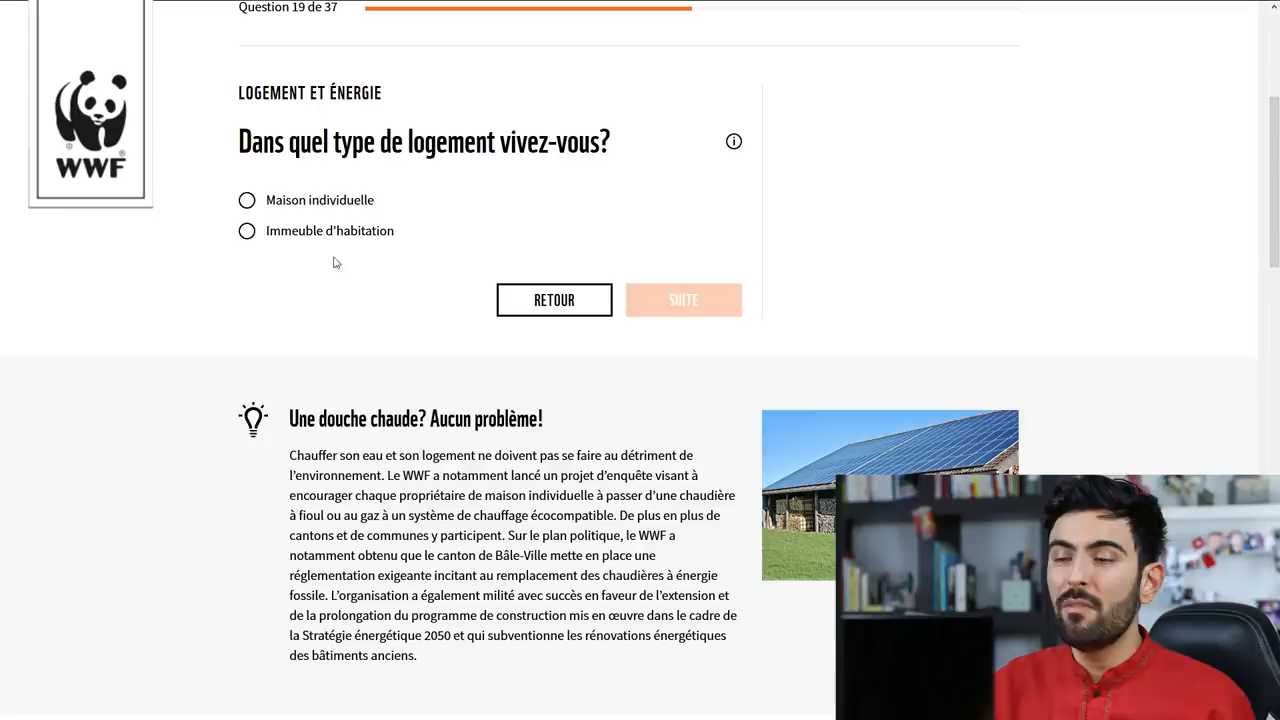 Question 19 de 37
WWF
LOGEMENT ET ÉNERGIE
Dans quel type de logement vivez-vous?
Maison individuelle
Immeuble d'habitation
RETOUR
SUITE
Une douche chaude? Aucun problème!
Chauffer son eau et son logement ne doivent pas se faire au détriment de
l'environnement. Le WWF a notamment lancé un projet d'enquête visant à
encourager chaque propriétaire de maison individuelle à passer d'une chaudière
à fioul ou au gaz à un système de chauffage écocompatible. De plus en plus de
cantons et de communes y participent. Sur le plan politique, le WWF a
notamment obtenu que le canton de Bâle-Ville mette en place une
réglementation exigeante incitant au remplacement des chaudières à énergie
fossile. L'organisation a également milité avec succès en faveur de l'extension et
de la prolongation du programme de construction mis en œuvre dans le cadre de
la Stratégie énergétique 2050 et qui subventionne les rénovations énergétiques
des bâtiments anciens.